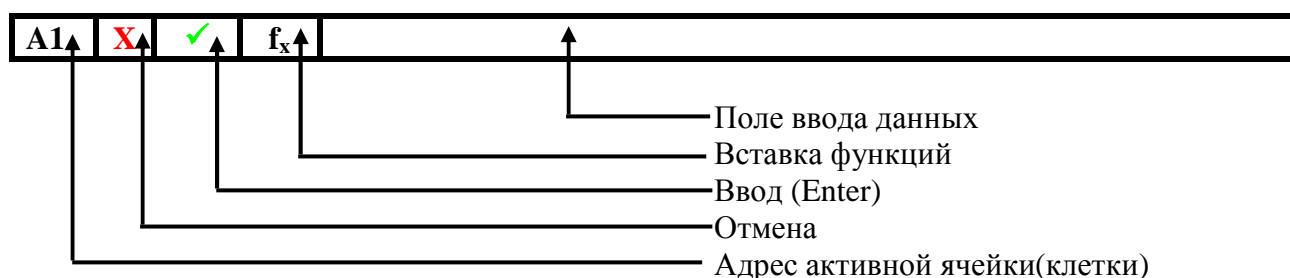 A1 X ✓ fx
Поле ввода данных
Вставка функций
Ввод (Enter)
Отмена
Адрес активной ячейки(клетки)